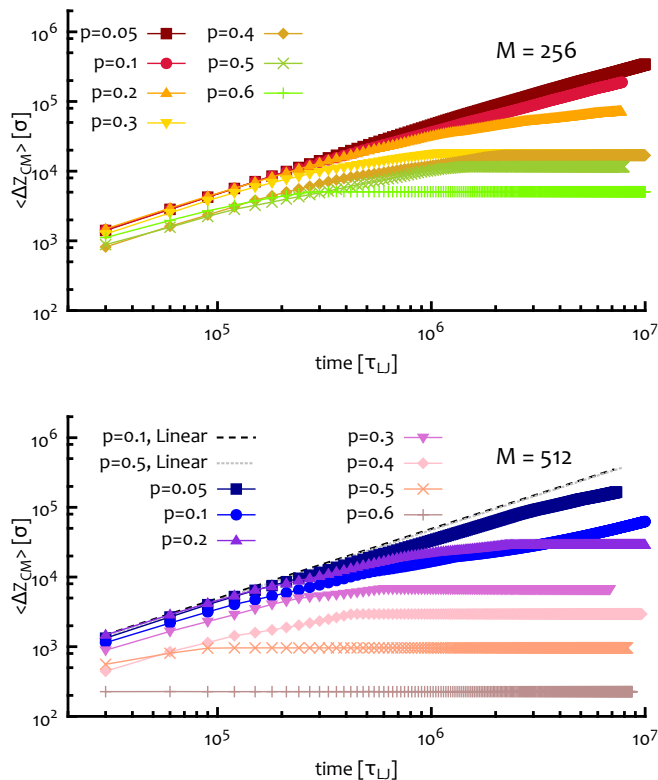 10⁶
10⁵
10⁴
10³
10²
<ΔZ_CM> [σ]
p=0.05
p=0.1
p=0.2
p=0.3
p=0.4
p=0.5
p=0.6
M = 256
10⁵
10⁶
10⁷
time [τ_LJ]
10⁶
10⁵
10⁴
10³
10²
<ΔZ_CM> [σ]
p=0.1, Linear
p=0.5, Linear
p=0.05
p=0.1
p=0.2
p=0.3
p=0.4
p=0.5
p=0.6
M = 512
10⁵
10⁶
10⁷
time [τ_LJ]